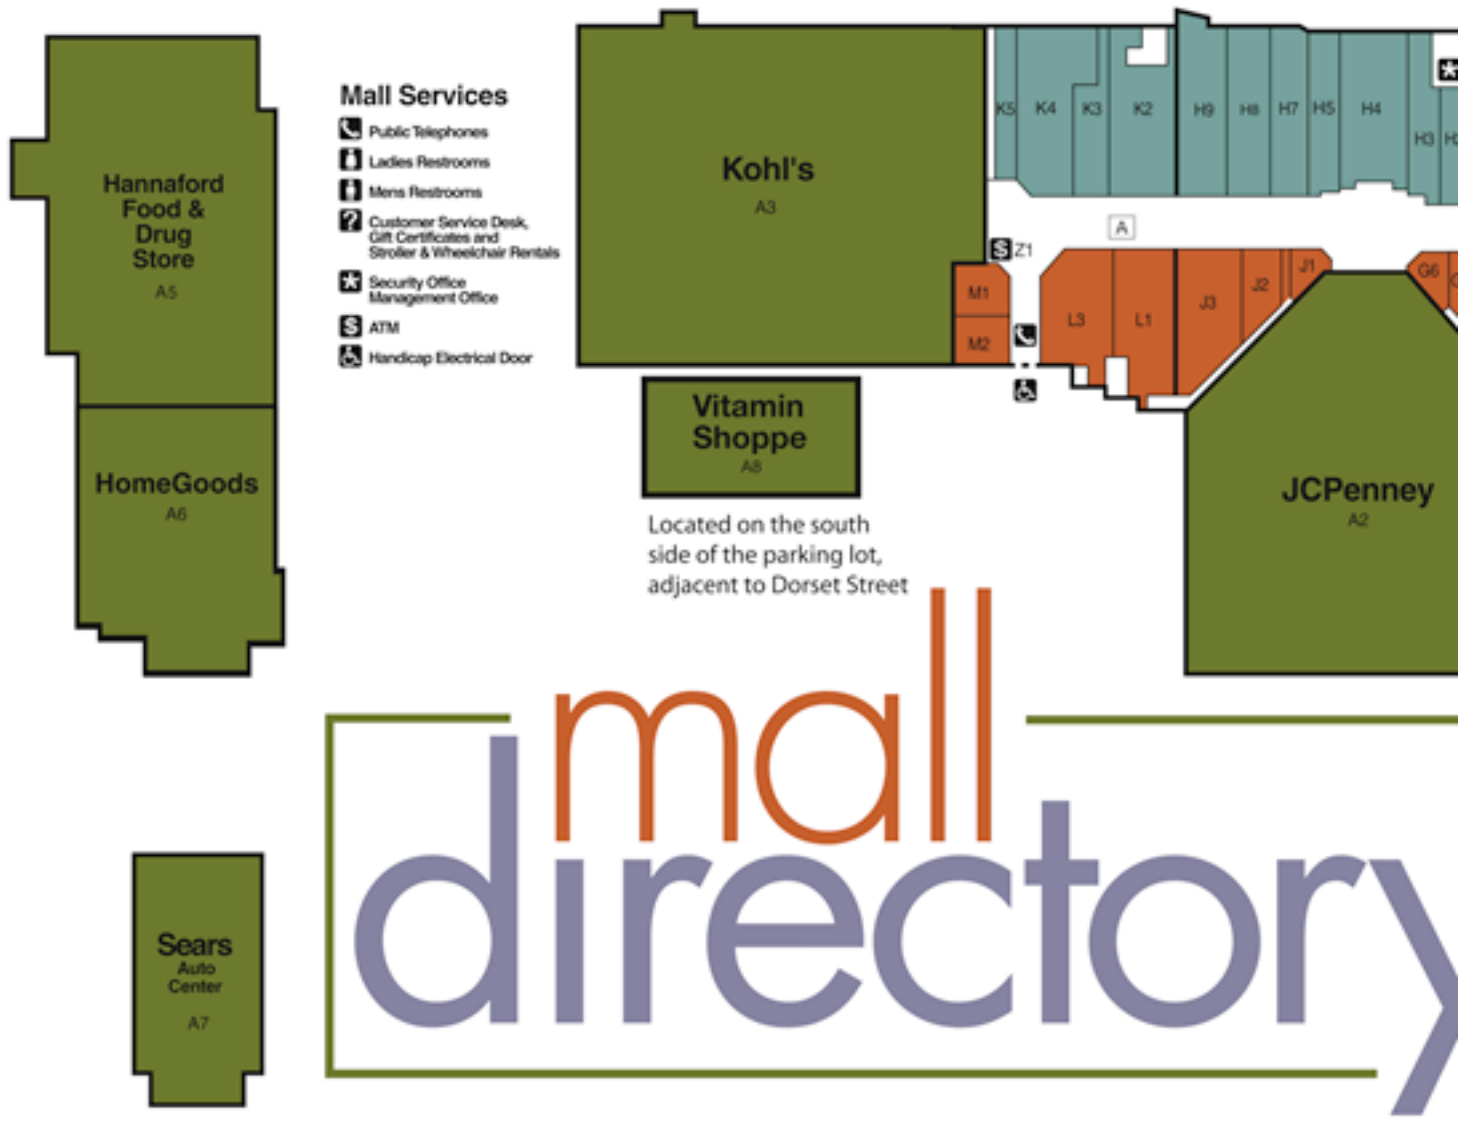 Hannaford
Food &
Drug
Store
A5
HomeGoods
A6
Sears
Auto
Center
A7
Mall Services
Public Telephones
Ladies Restrooms
Mens Restrooms
Customer Service Desk,
Gift Certificates and
Stroller & Wheelchair Rentals
Security Office
Management Office
ATM
Handicap Electrical Door
Kohl's
A3
Vitamin
Shoppe
A8
Located on the south
side of the parking lot,
adjacent to Dorset Street
K5 K4 K3 K2 H9 H8 H7 H5 H4 H3
A
Z1
M1
M2
L3 L1 J3 J2 J1 G6
JCPenney
A2
mall
directory